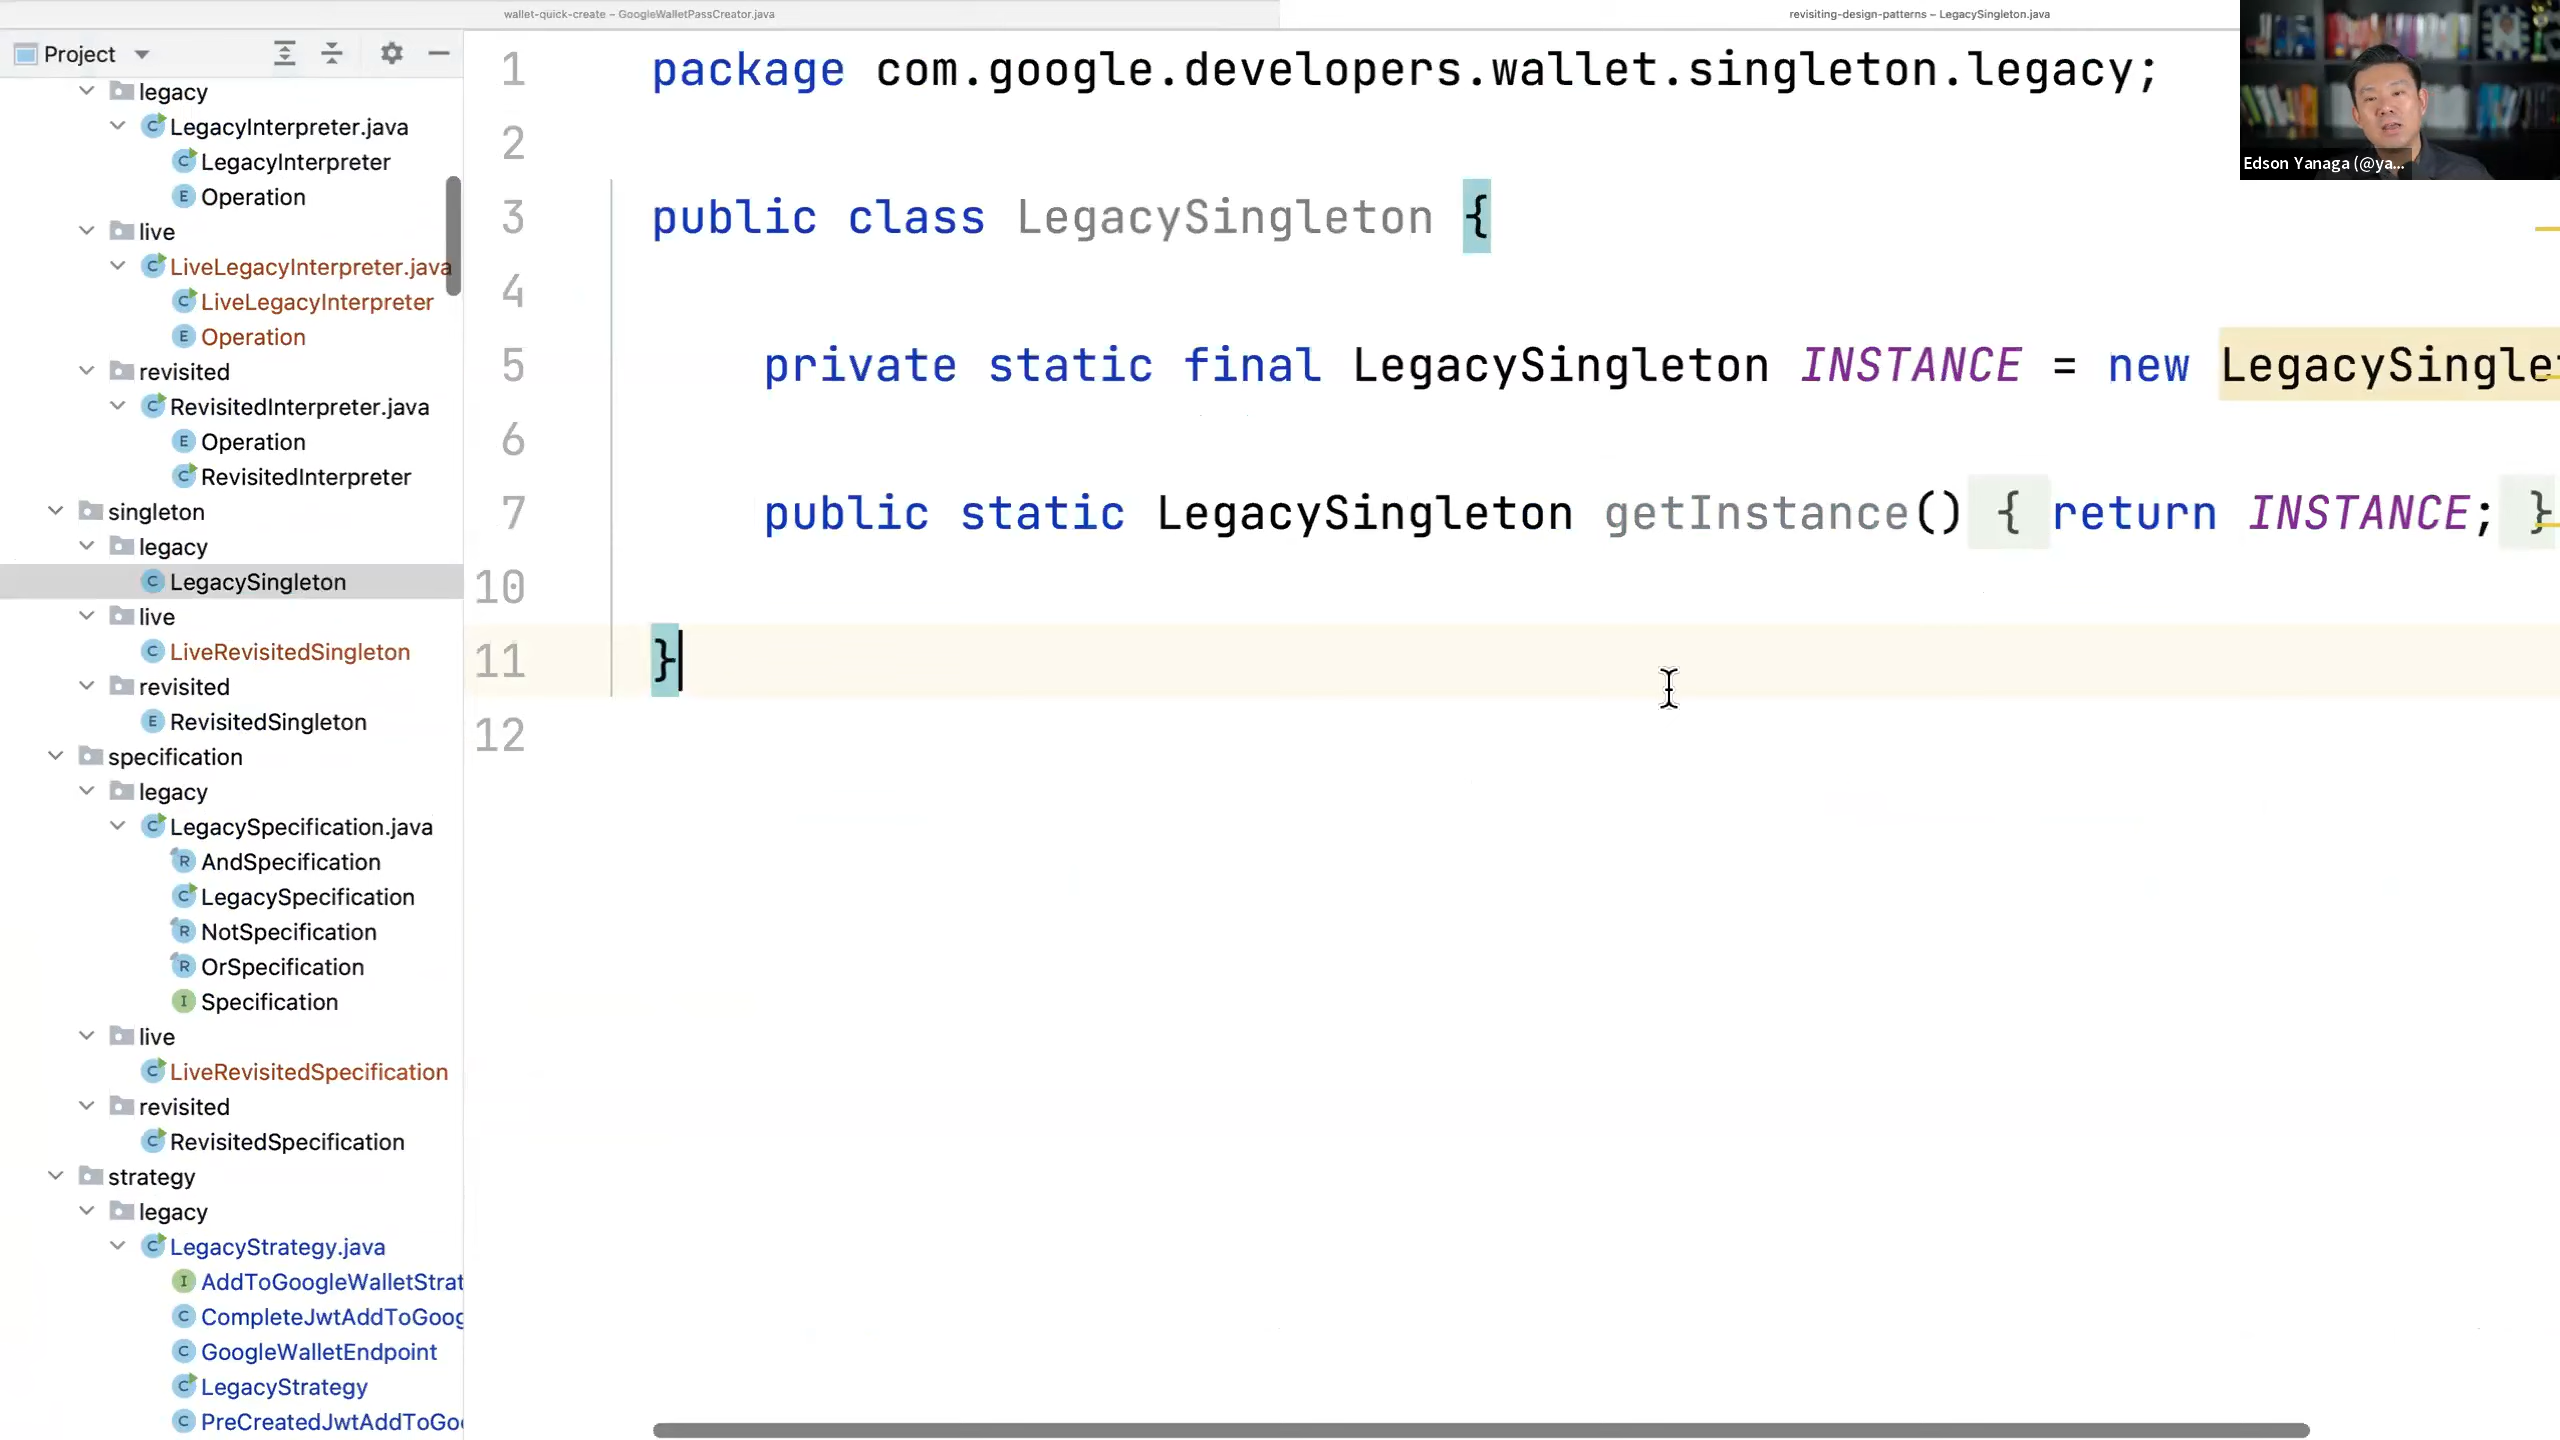 wallet-quick-create – GoogleWalletPassCreator.java
revisiting-design-patterns – LegacySingleton.java
Project
legacy
LegacyInterpreter.java
LegacyInterpreter
Operation
live
LiveLegacyInterpreter.java
LiveLegacyInterpreter
Operation
revisited
RevisitedInterpreter.java
Operation
RevisitedInterpreter
singleton
legacy
LegacySingleton
live
LiveRevisitedSingleton
revisited
RevisitedSingleton
specification
legacy
LegacySpecification.java
AndSpecification
LegacySpecification
NotSpecification
OrSpecification
Specification
live
LiveRevisitedSpecification
revisited
RevisitedSpecification
strategy
legacy
LegacyStrategy.java
AddToGoogleWalletStrat
CompleteJwtAddToGoog
GoogleWalletEndpoint
LegacyStrategy
PreCreatedJwtAddToGo
1 package com.google.developers.wallet.singleton.legacy;
2
3 public class LegacySingleton {
4
5 private static final LegacySingleton INSTANCE = new LegacySinglet
6
7 public static LegacySingleton getInstance() { return INSTANCE; }
10
11 }
12
Edson Yanaga (@ya...